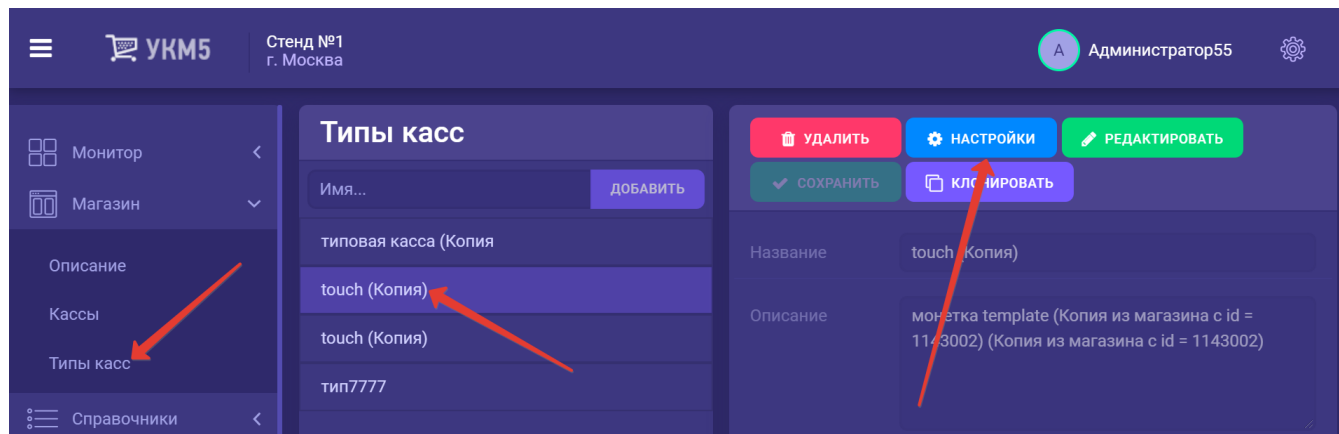 УКМ5
Стенд №1
г. Москва
А
Администратор55
Монитор
Магазин
Описание
Кассы
Типы касс
Справочники
Типы касс
Имя...
ДОБАВИТЬ
типовая касса (Копия
touch (Копия)
touch (Копия)
тип7777
УДАЛИТЬ
НАСТРОЙКИ
РЕДАКТИРОВАТЬ
СОХРАНИТЬ
КЛОНИРОВАТЬ
Название
touch (Копия)
Описание
монетка template (Копия из магазина с id =
1143002) (Копия из магазина с id = 1143002)